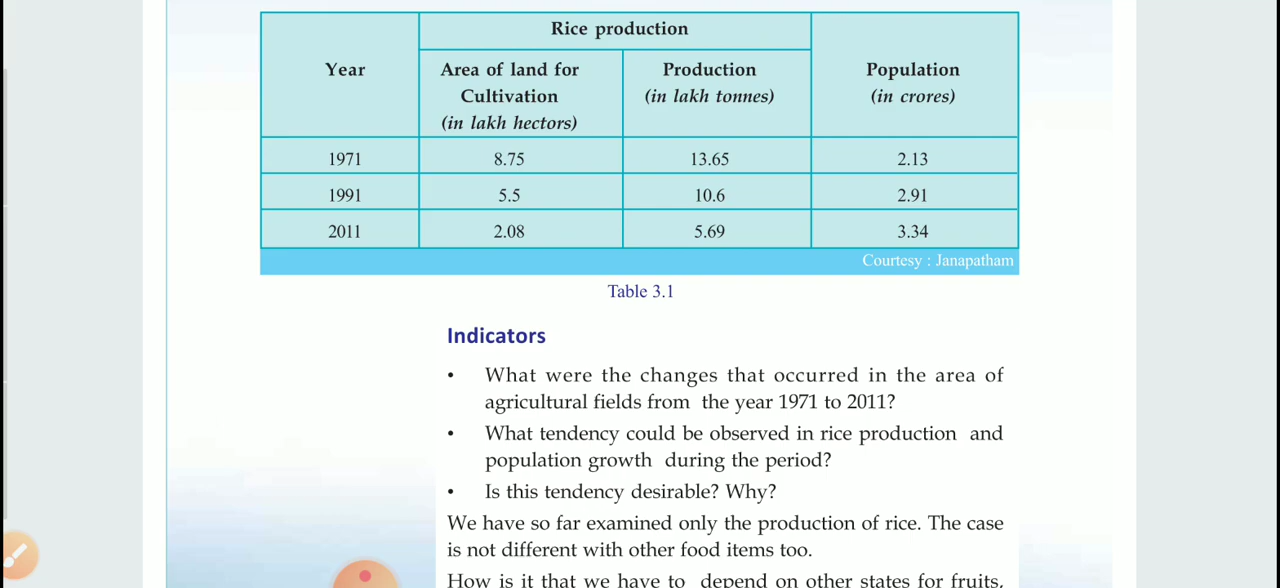 Rice production
Year
Area of land for
Cultivation
(in lakh hectors)
Production
(in lakh tonnes)
Population
(in crores)
1971 8.75 13.65 2.13
1991 5.5 10.6 2.91
2011 2.08 5.69 3.34
Courtesy : Janapatham
Table 3.1
Indicators
• What were the changes that occurred in the area of
agricultural fields from the year 1971 to 2011?
• What tendency could be observed in rice production and
population growth during the period?
• Is this tendency desirable? Why?
We have so far examined only the production of rice. The case
is not different with other food items too.
How is it that we have to depend on other states for fruits,